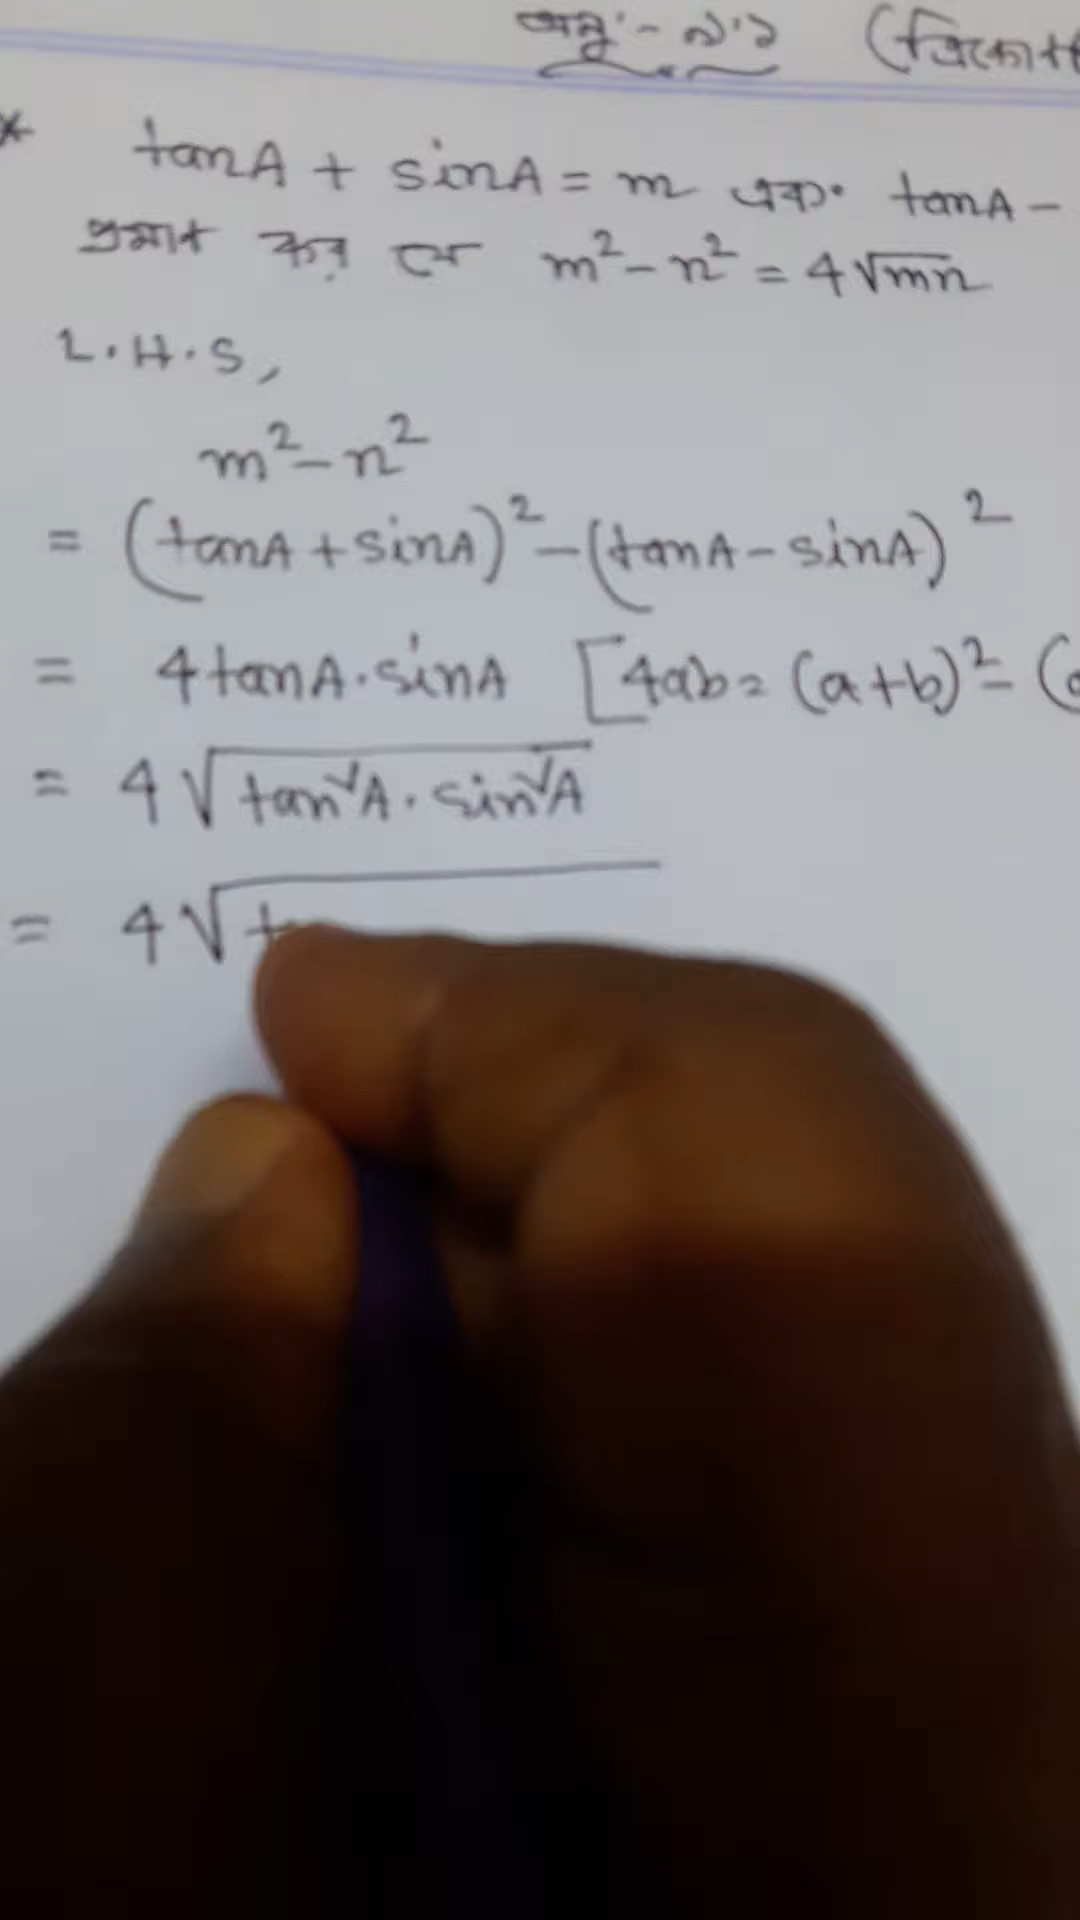 অনু:- ৯.১ (ত্রিকোণ
* tanA + sinA = m এবং tanA -
প্রমাণ কর যে m² - n² = 4√mn
L.H.S,
m² - n²
= (tanA + sinA)² - (tanA - sinA)²
= 4tanA.sinA [4ab = (a+b)² - (a
= 4√tan²A.sin²A
= 4√t